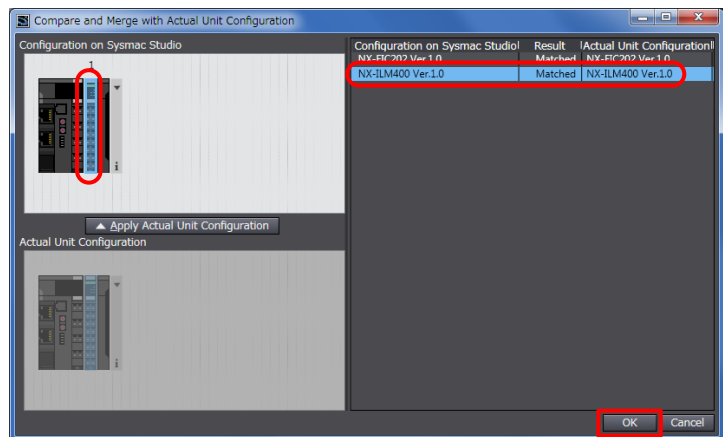 Compare and Merge with Actual Unit Configuration
Configuration on Sysmac Studio
1
Apply Actual Unit Configuration
Actual Unit Configuration
Configuration on Sysmac Studio Result Actual Unit Configuration
NX-EIC202 Ver.1.0 Matched NX-EIC202 Ver.1.0
NX-ILM400 Ver.1.0 Matched NX-ILM400 Ver.1.0
OK Cancel